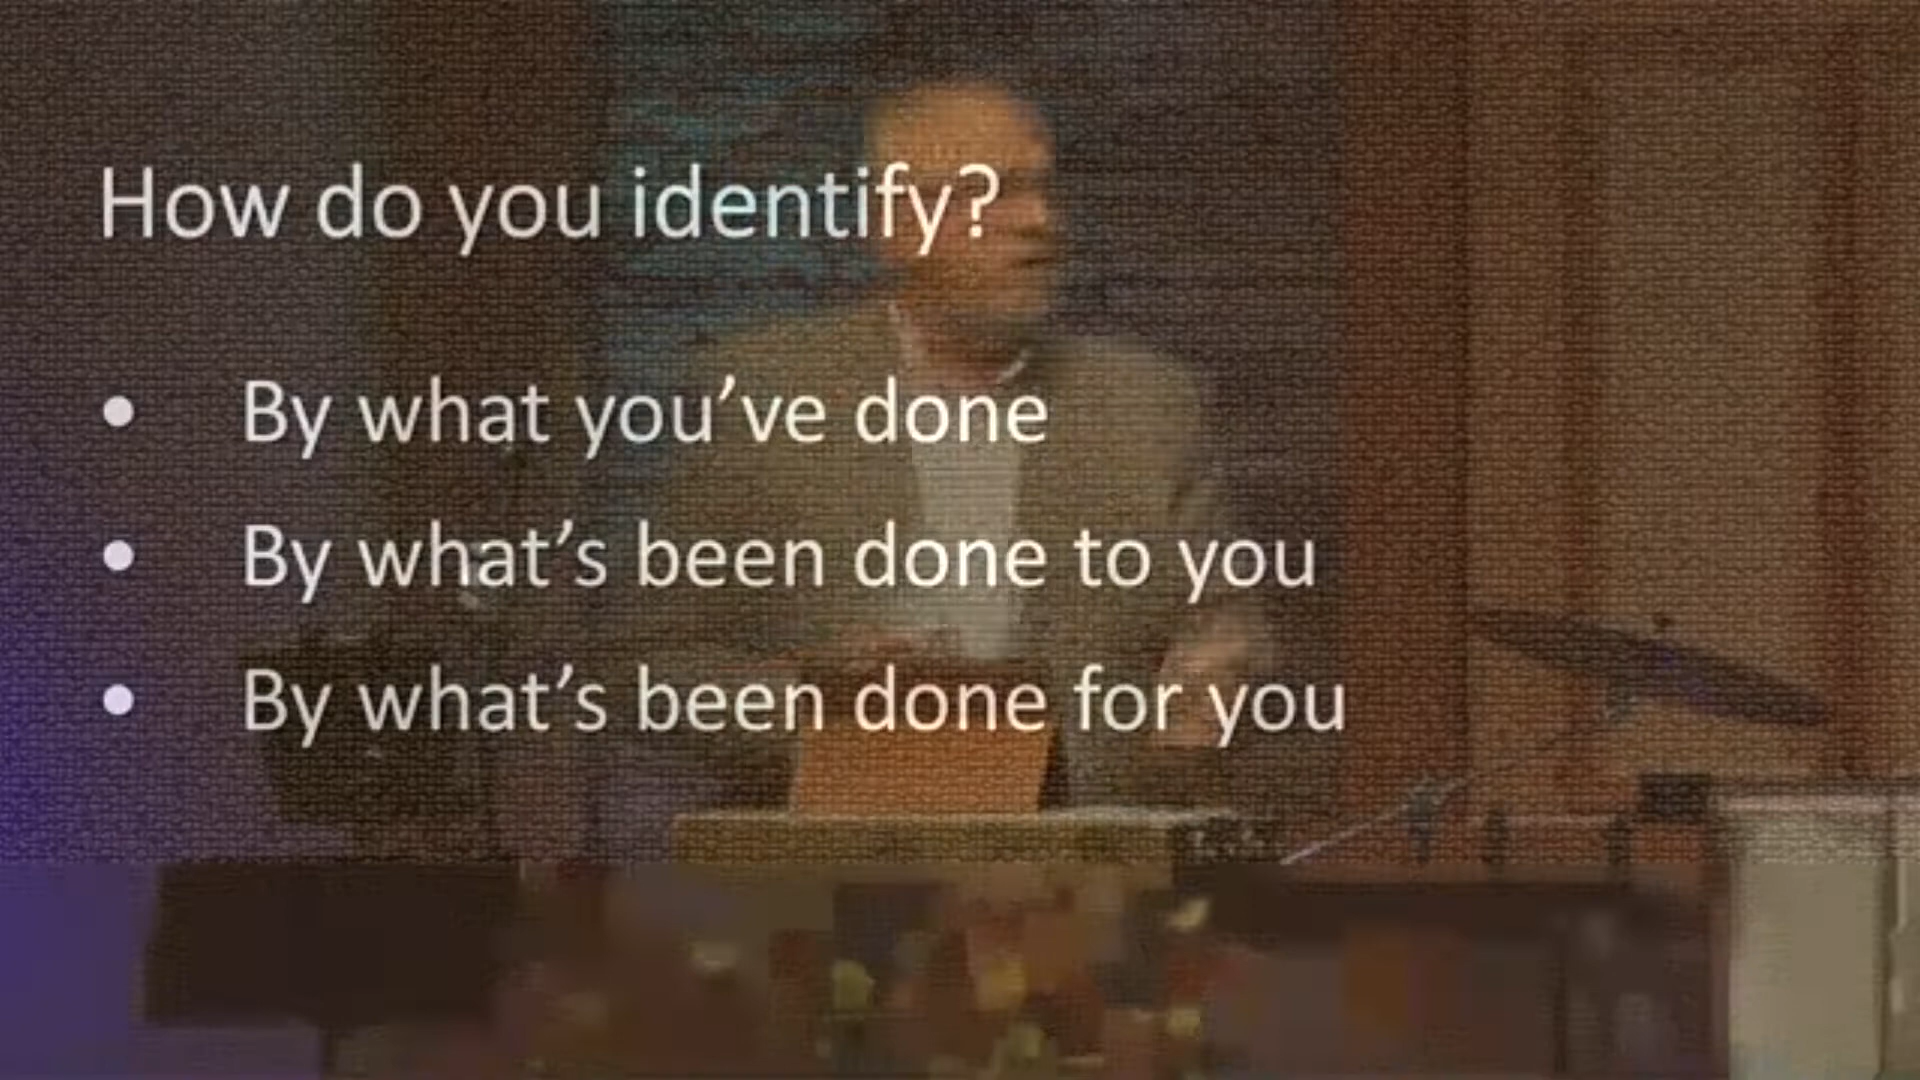 How do you identify?
• By what you’ve done
• By what’s been done to you
• By what’s been done for you